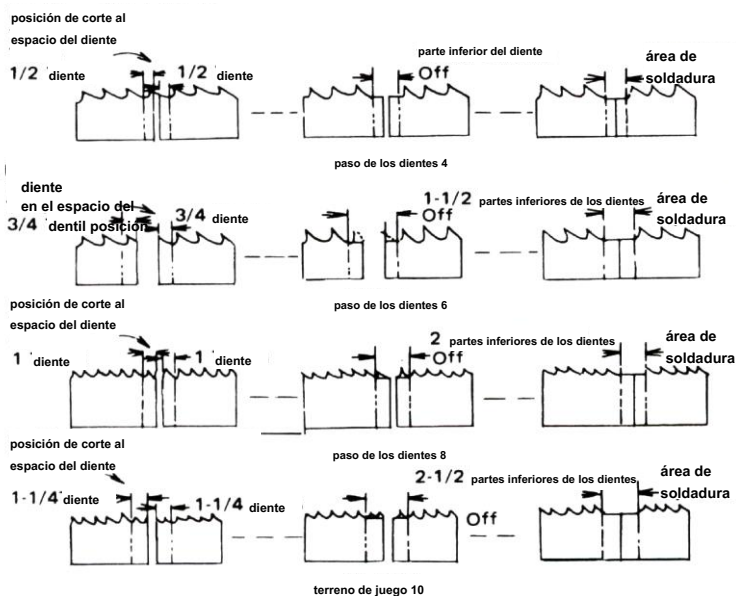 posición de corte al
espacio del diente
1/2 diente
1/2 diente
parte inferior del diente
Off
área de
soldadura
paso de los dientes 4
diente
en el espacio del
dentil posición
3/4
3/4 diente
1-1/2 partes inferiores de los dientes
Off
área de
soldadura
paso de los dientes 6
posición de corte al
espacio del diente
1 diente
1 diente
2 partes inferiores de los dientes
Off
área de
soldadura
paso de los dientes 8
posición de corte al
espacio del diente
1-1/4 diente
1-1/4 diente
2-1/2 partes inferiores de los dientes
Off
área de
soldadura
terreno de juego 10